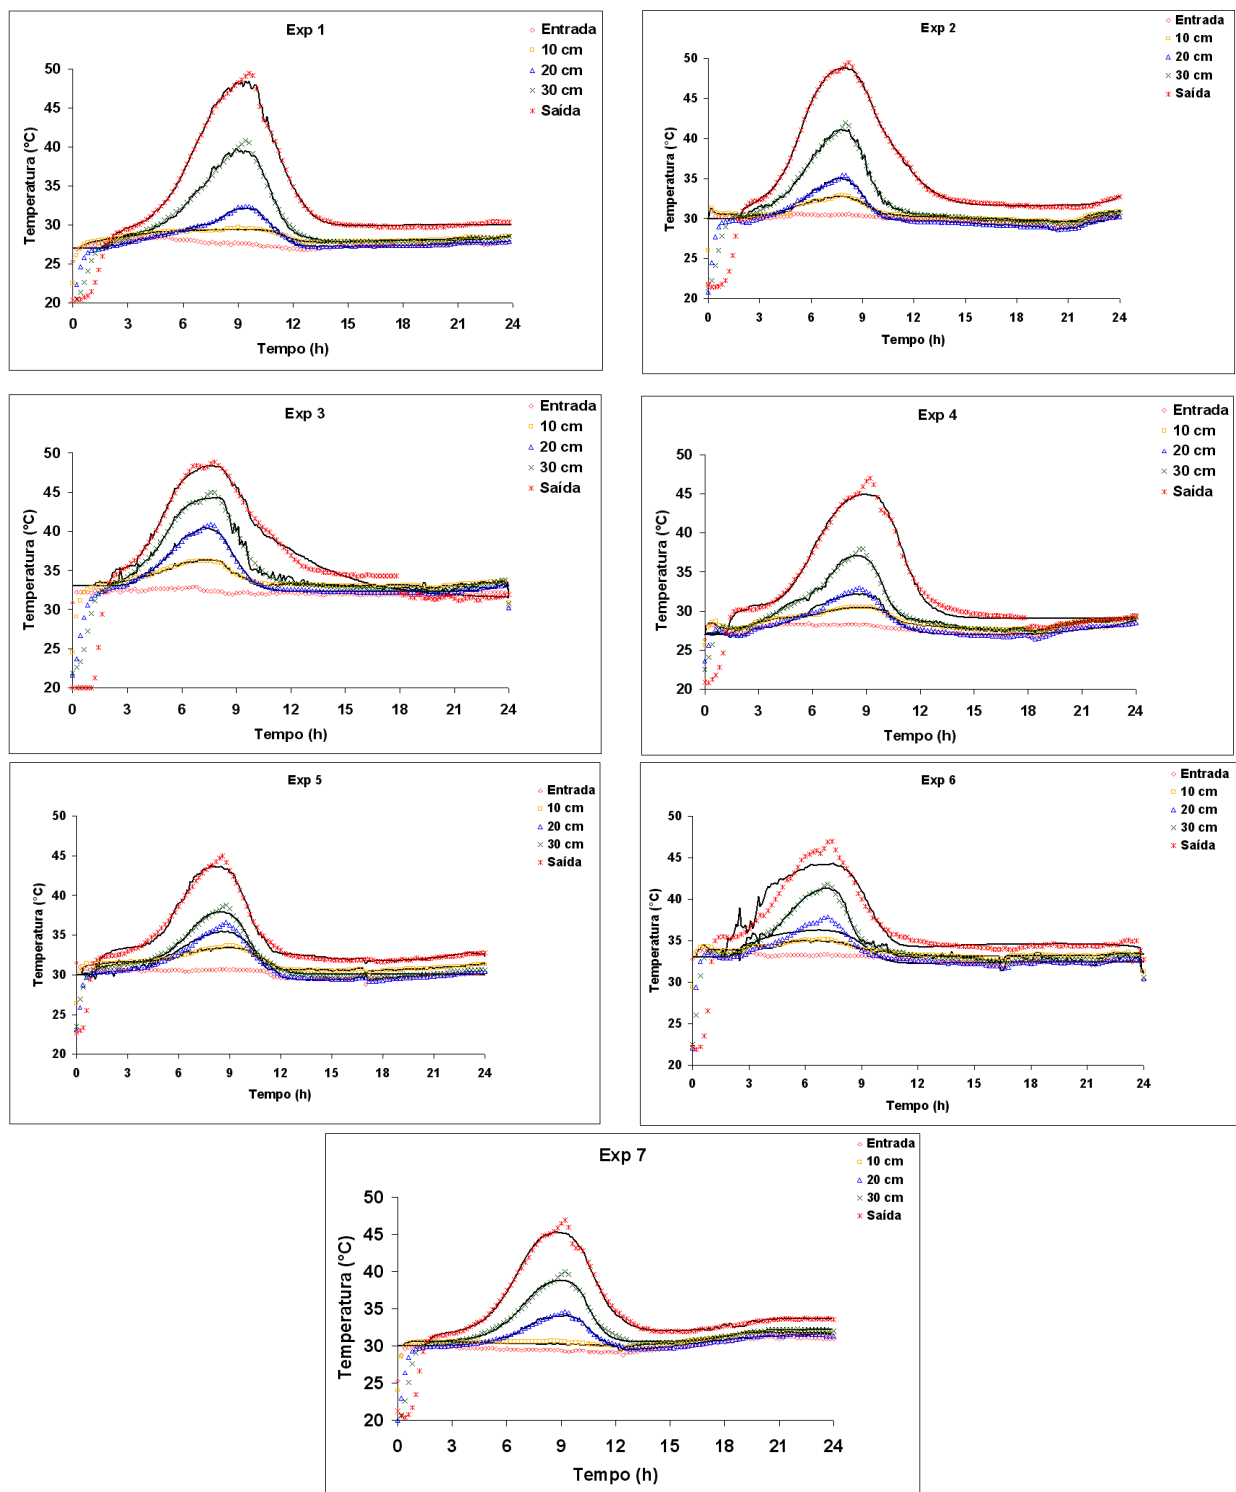 Exp 1
Entrada
10 cm
20 cm
30 cm
Saída
Temperatura (°C)
50
45
40
35
30
25
20
0 3 6 9 12 15 18 21 24
Tempo (h)
Exp 2
Entrada
10 cm
20 cm
30 cm
Saída
Temperatura (°C)
50
40
30
20
0 3 6 9 12 15 18 21 24
Tempo (h)
Exp 3
Entrada
10 cm
20 cm
30 cm
Saída
Temperatura (°C)
50
45
40
35
30
25
20
0 3 6 9 12 15 18 21 24
Tempo (h)
Exp 4
Entrada
10 cm
20 cm
30 cm
Saída
Temperatura (°C)
50
45
40
35
30
25
20
0 3 6 9 12 15 18 21 24
Tempo (h)
Exp 5
Entrada
10 cm
20 cm
30 cm
Saída
Temperatura (°C)
50
45
40
35
30
25
20
0 3 6 9 12 15 18 21 24
Tempo (h)
Exp 6
Entrada
10 cm
20 cm
30 cm
Saída
Temperatura (°C)
50
45
40
35
30
25
20
0 3 6 9 12 15 18 21 24
Tempo (h)
Exp 7
Entrada
10 cm
20 cm
30 cm
Saída
Temperatura (°C)
50
45
40
35
30
25
20
0 3 6 9 12 15 18 21 24
Tempo (h)